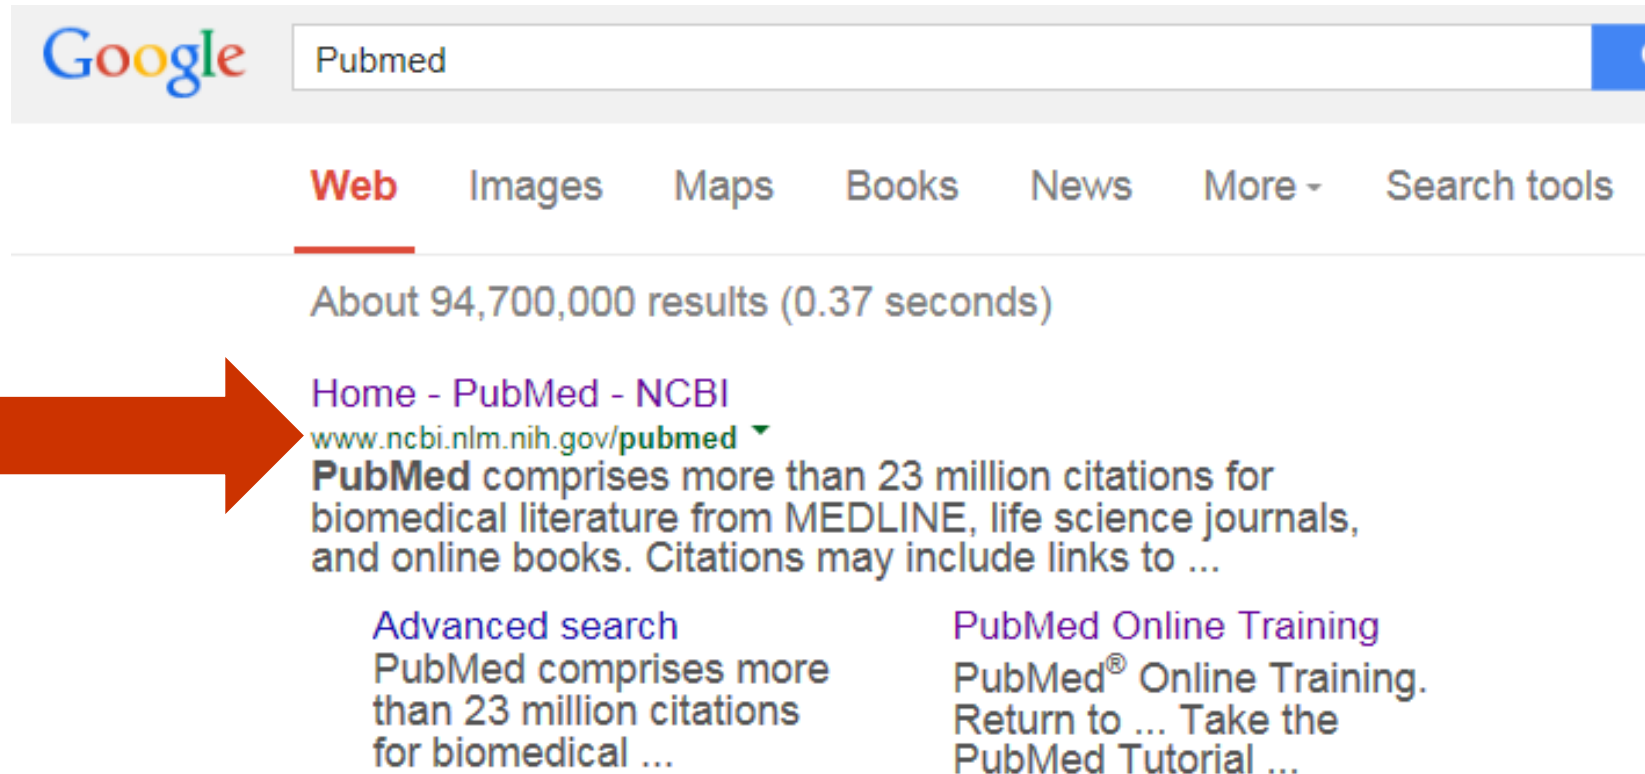 Google
Pubmed
Web Images Maps Books News More Search tools
About 94,700,000 results (0.37 seconds)
Home - PubMed - NCBI
www.ncbi.nlm.nih.gov/pubmed
PubMed comprises more than 23 million citations for
biomedical literature from MEDLINE, life science journals,
and online books. Citations may include links to ...
Advanced search
PubMed comprises more
than 23 million citations
for biomedical ...
PubMed Online Training
PubMed® Online Training.
Return to ... Take the
PubMed Tutorial ...